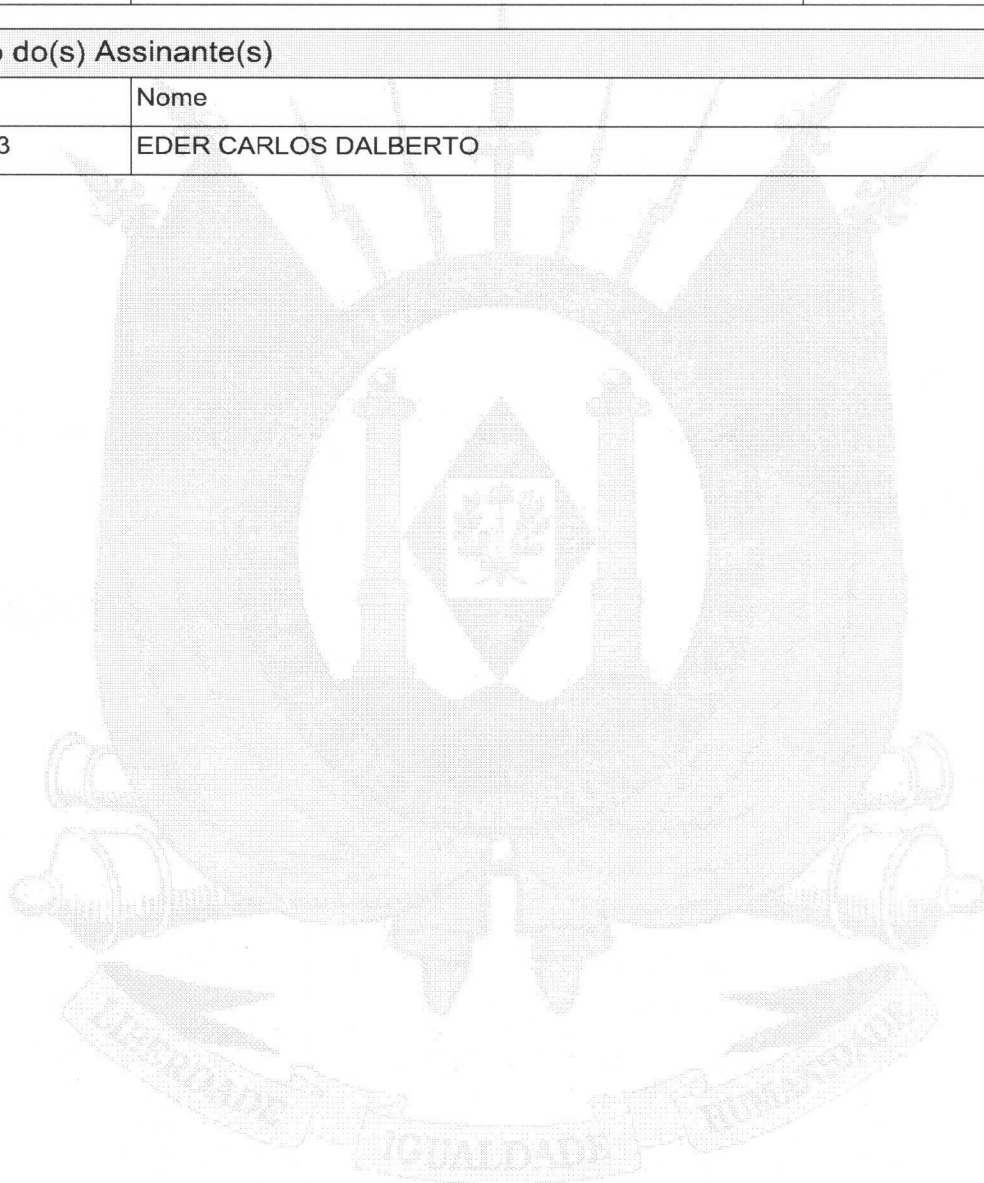 do(s) Assinante(s)
Nome
3 EDER CARLOS DALBERTO
LIBERDADE IGUALDADE HUMANIDADE